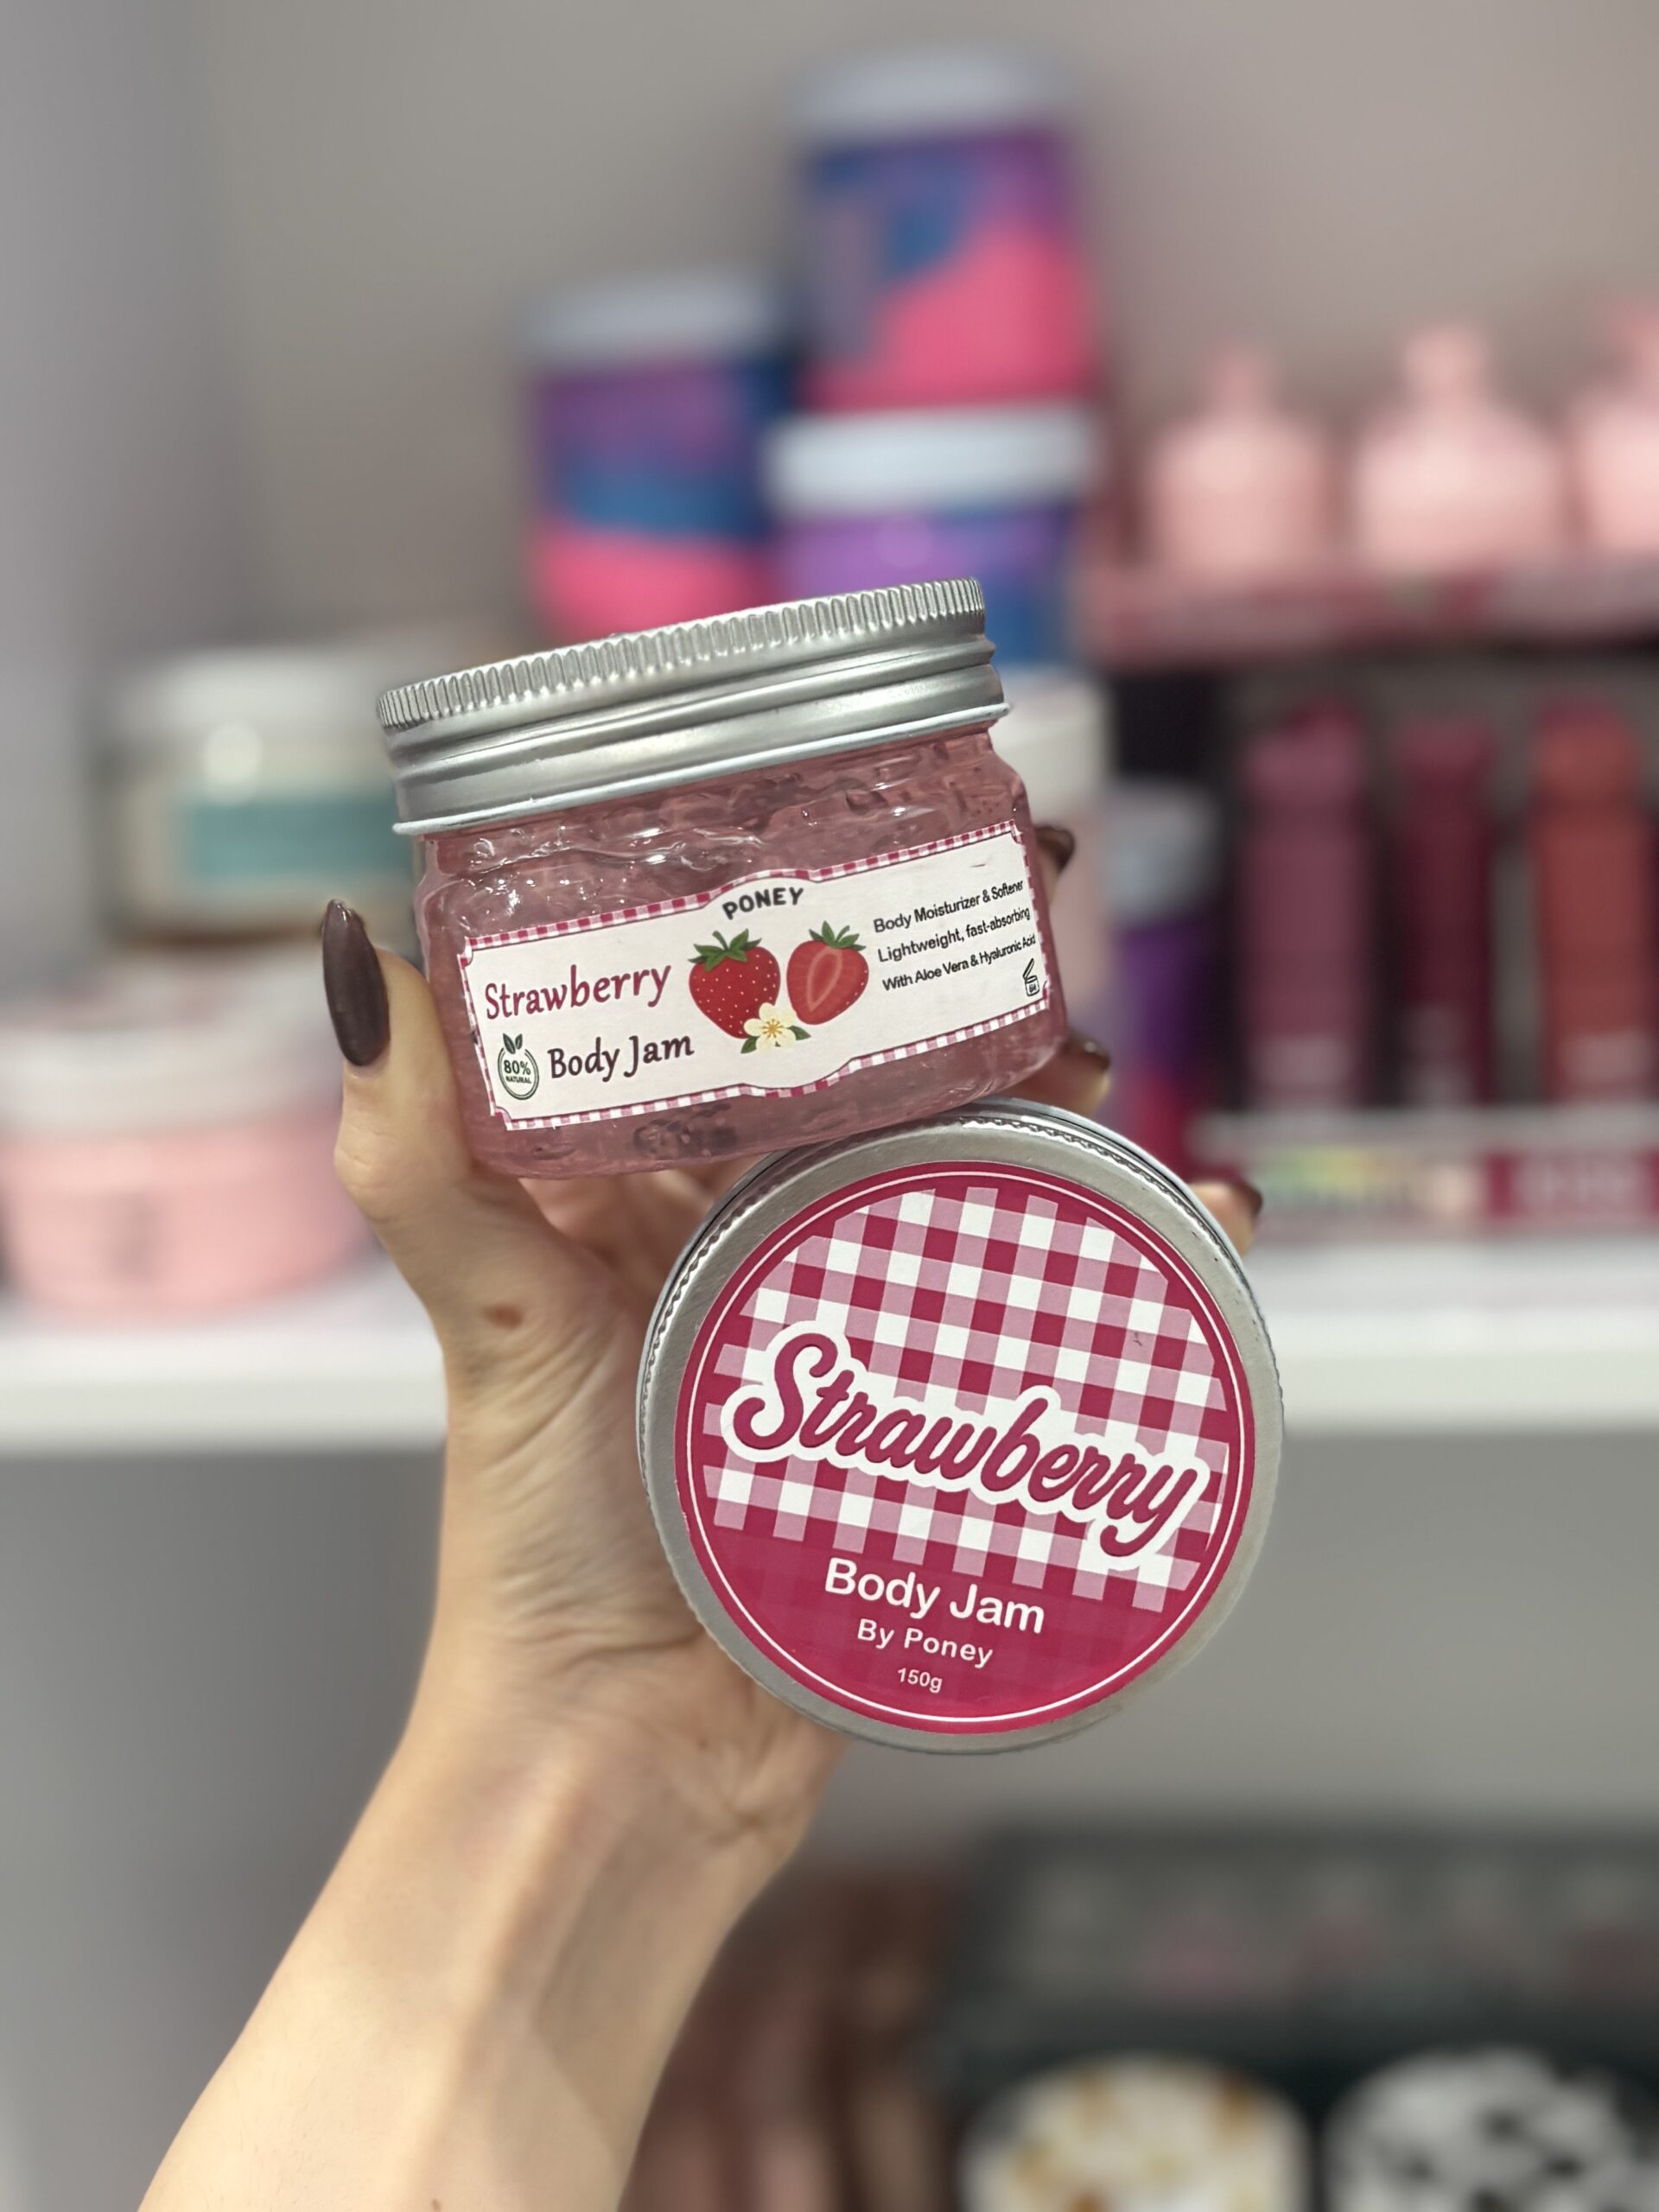 PONEY
Strawberry
Body Jam
80%
NATURAL
Body Moisturizer & Softener
Lightweight, fast-absorbing
With Aloe Vera & Hyaluronic Acid
Strawberry
Body Jam
By Poney
150g